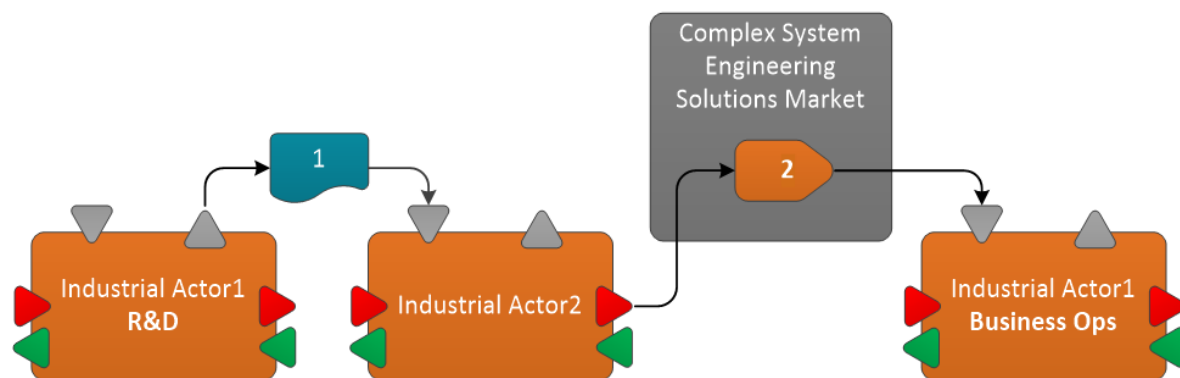 Complex System
Engineering
Solutions Market
1
2
Industrial Actor1
R&D
Industrial Actor2
Industrial Actor1
Business Ops